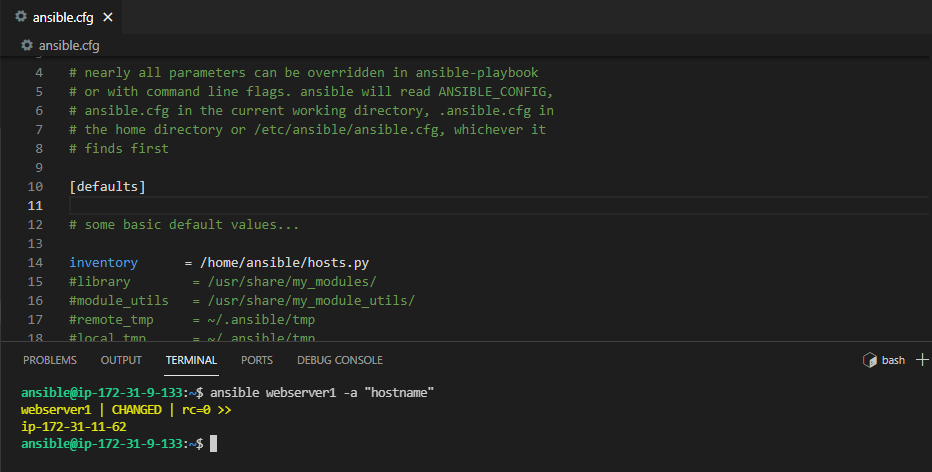 ansible.cfg
ansible.cfg
4 # nearly all parameters can be overridden in ansible-playbook
5 # or with command line flags. ansible will read ANSIBLE_CONFIG,
6 # ansible.cfg in the current working directory, .ansible.cfg in
7 # the home directory or /etc/ansible/ansible.cfg, whichever it
8 # finds first
9
10 [defaults]
11
12 # some basic default values...
13
14 inventory      = /home/ansible/hosts.py
15 #library        = /usr/share/my_modules/
16 #module_utils   = /usr/share/my_module_utils/
17 #remote_tmp     = ~/.ansible/tmp
18 #local_tmp      = ~/.ansible/tmp
PROBLEMS OUTPUT TERMINAL PORTS DEBUG CONSOLE bash
ansible@ip-172-31-9-133:~$ ansible webserver1 -a "hostname"
webserver1 | CHANGED | rc=0 >>
ip-172-31-11-62
ansible@ip-172-31-9-133:~$